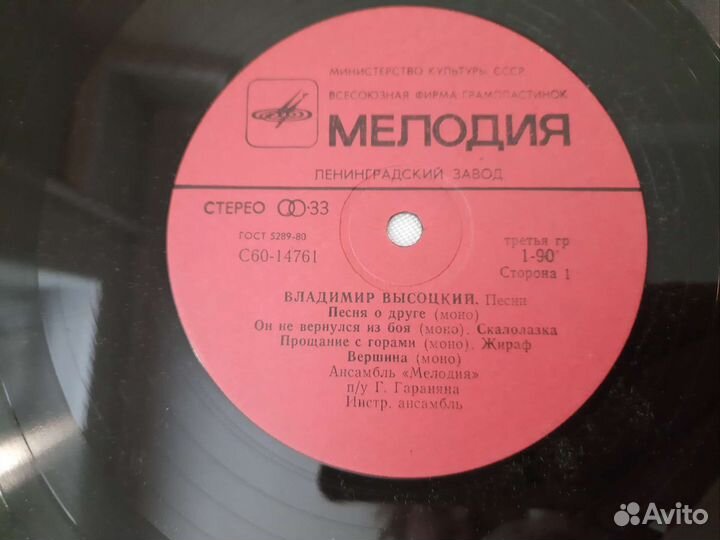 МИНИСТЕРСТВО КУЛЬТУРЫ СССР
ВСЕСОЮЗНАЯ ФИРМА ГРАМПЛАСТИНОК
МЕЛОДИЯ
ЛЕНИНГРАДСКИЙ ЗАВОД
СТЕРЕО 33
ГОСТ 5289-80
С60-14761
третья гр
1-90
Сторона 1
ВЛАДИМИР ВЫСОЦКИЙ. Песни
Песня о друге (моно)
Он не вернулся из боя (моно). Скалолазка
Прощание с горами (моно). Жираф
Вершина (моно)
Ансамбль «Мелодия»
п/у Г. Гараняна
Инстр. ансамбль
Avito